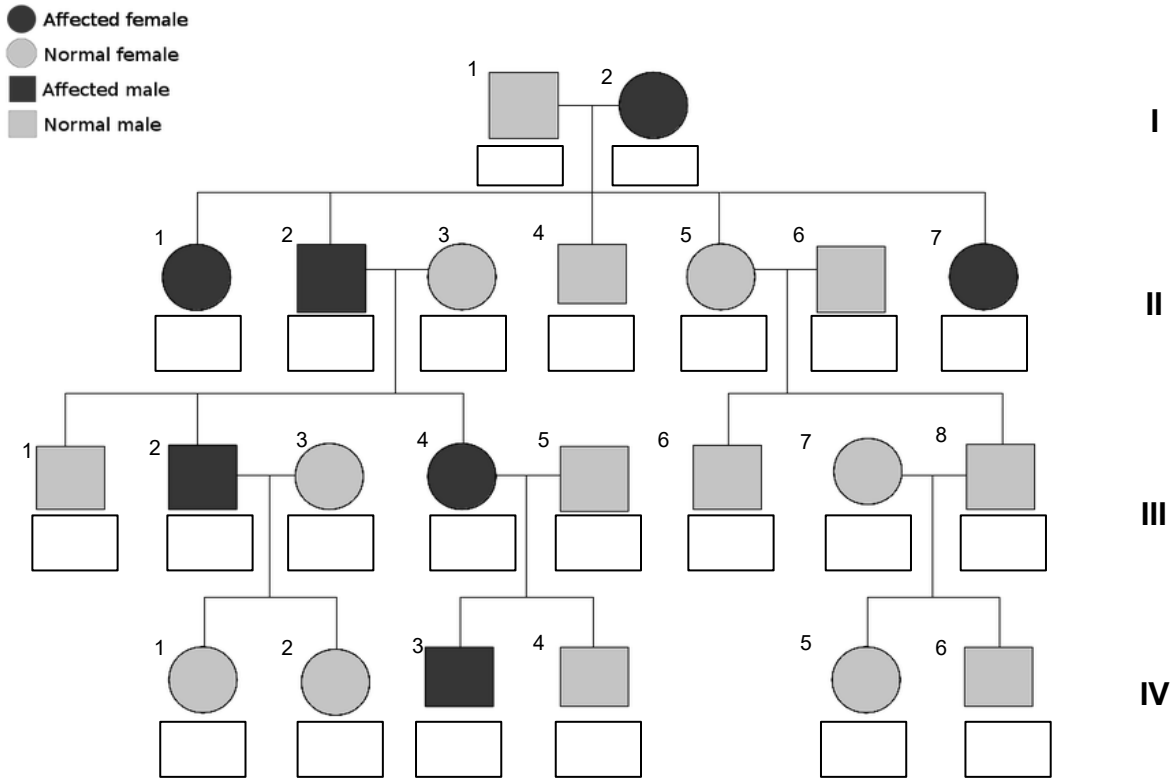 Affected female
Normal female
Affected male
Normal male
1 2 I
1 2 3 4 5 6 7 II
1 2 3 4 5 6 7 8 III
1 2 3 4 5 6 IV